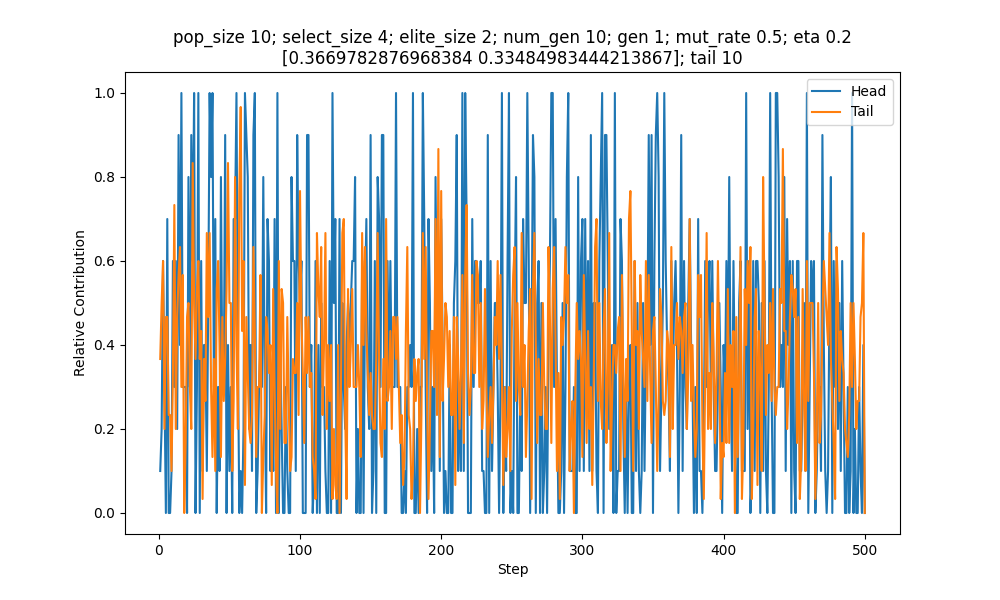 pop_size 10; select_size 4; elite_size 2; num_gen 10; gen 1; mut_rate 0.5; eta 0.2
[0.3669782876968384 0.33484983444213867]; tail 10
Head
Tail
1.0
0.8
0.6
0.4
0.2
0.0
Relative Contribution
0
100
200
300
400
500
Step